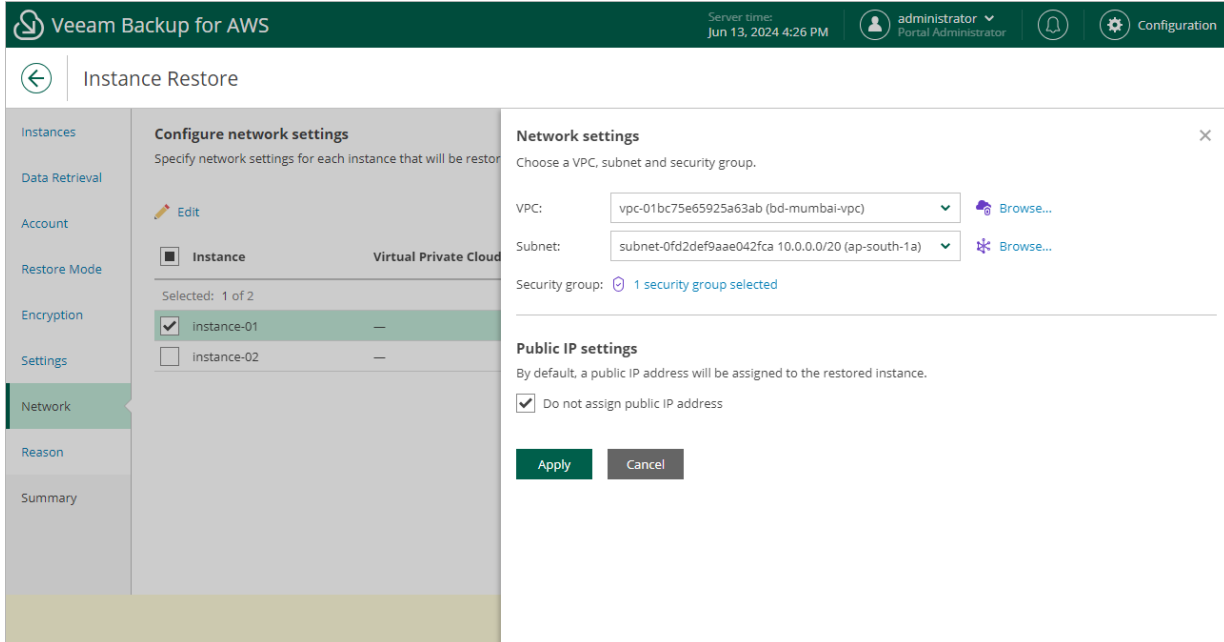 Veeam Backup for AWS
Server time:
Jun 13, 2024 4:26 PM
administrator
Portal Administrator
Configuration
Instance Restore
Instances
Data Retrieval
Account
Restore Mode
Encryption
Settings
Network
Reason
Summary
Configure network settings
Specify network settings for each instance that will be restor
Edit
Instance Virtual Private Cloud
Selected: 1 of 2
instance-01 —
instance-02 —
Network settings
Choose a VPC, subnet and security group.
VPC: vpc-01bc75e65925a63ab (bd-mumbai-vpc) Browse...
Subnet: subnet-0fd2def9aae042fca 10.0.0.0/20 (ap-south-1a) Browse...
Security group: 1 security group selected
Public IP settings
By default, a public IP address will be assigned to the restored instance.
Do not assign public IP address
Apply Cancel